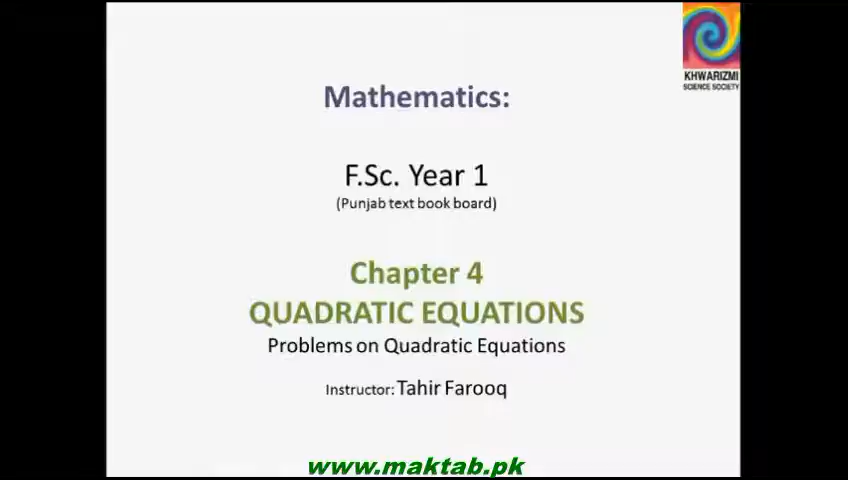 KHWARIZMI
SCIENCE SOCIETY
Mathematics:
F.Sc. Year 1
(Punjab text book board)
Chapter 4
QUADRATIC EQUATIONS
Problems on Quadratic Equations
Instructor: Tahir Farooq
www.maktab.pk